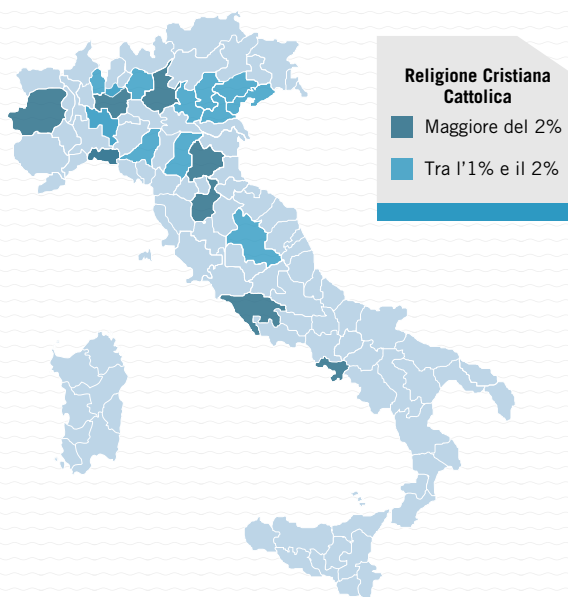 Religione Cristiana
Cattolica
Maggiore del 2%
Tra l'1% e il 2%